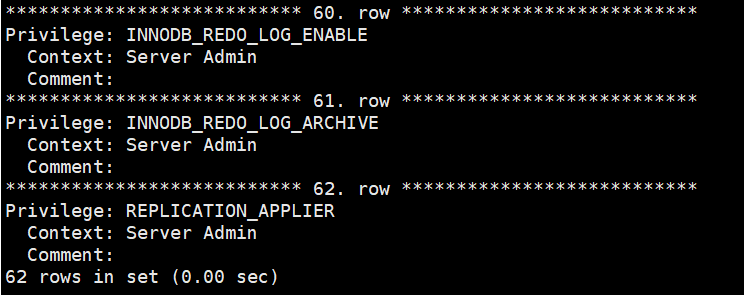 *************************** 60. row ***************************
Privilege: INNODB_REDO_LOG_ENABLE
  Context: Server Admin
  Comment:
*************************** 61. row ***************************
Privilege: INNODB_REDO_LOG_ARCHIVE
  Context: Server Admin
  Comment:
*************************** 62. row ***************************
Privilege: REPLICATION_APPLIER
  Context: Server Admin
  Comment:
62 rows in set (0.00 sec)